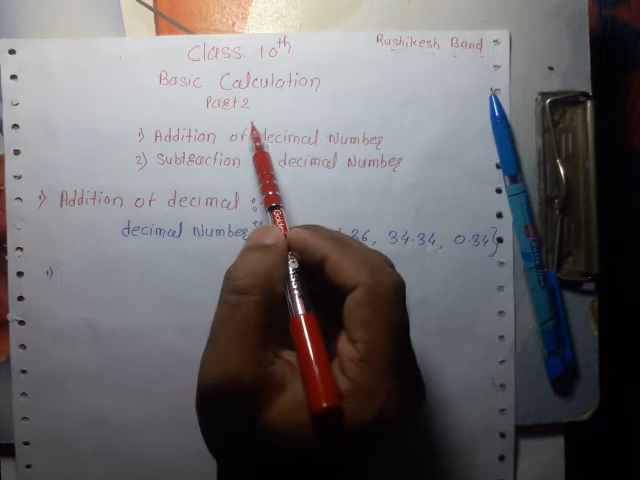 Class 10th
Rushikesh Band
Basic Calculation
Part 2
1) Addition of decimal Number
2) Subtraction decimal Number
1) Addition of decimal :
decimal Number .36, 34.34, 0.34}
1)